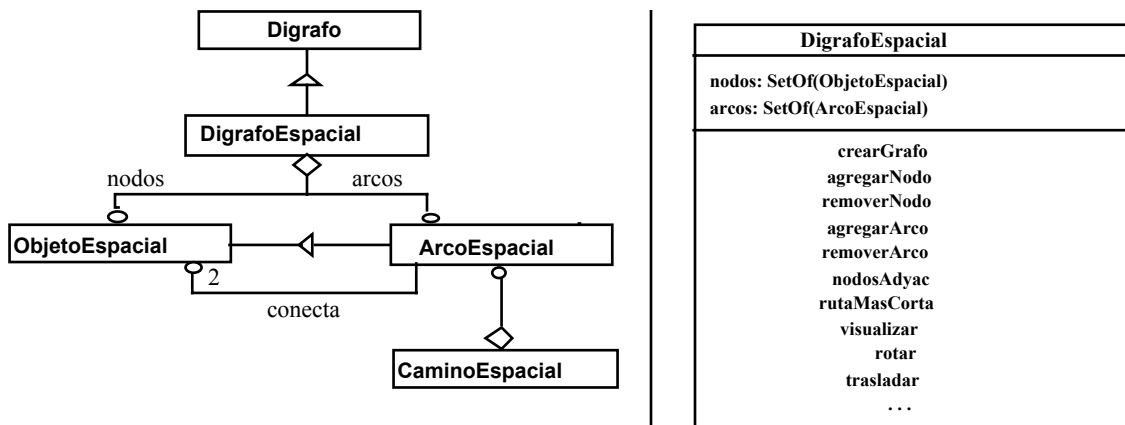 Digrafo
DigrafoEspacial
nodos
arcos
ObjetoEspacial
ArcoEspacial
2
conecta
CaminoEspacial
DigrafoEspacial
nodos: SetOf(ObjetoEspacial)
arcos: SetOf(ArcoEspacial)
crearGrafo
agregarNodo
removerNodo
agregarArco
removerArco
nodosAdyac
rutaMasCorta
visualizar
rotar
trasladar
. . .